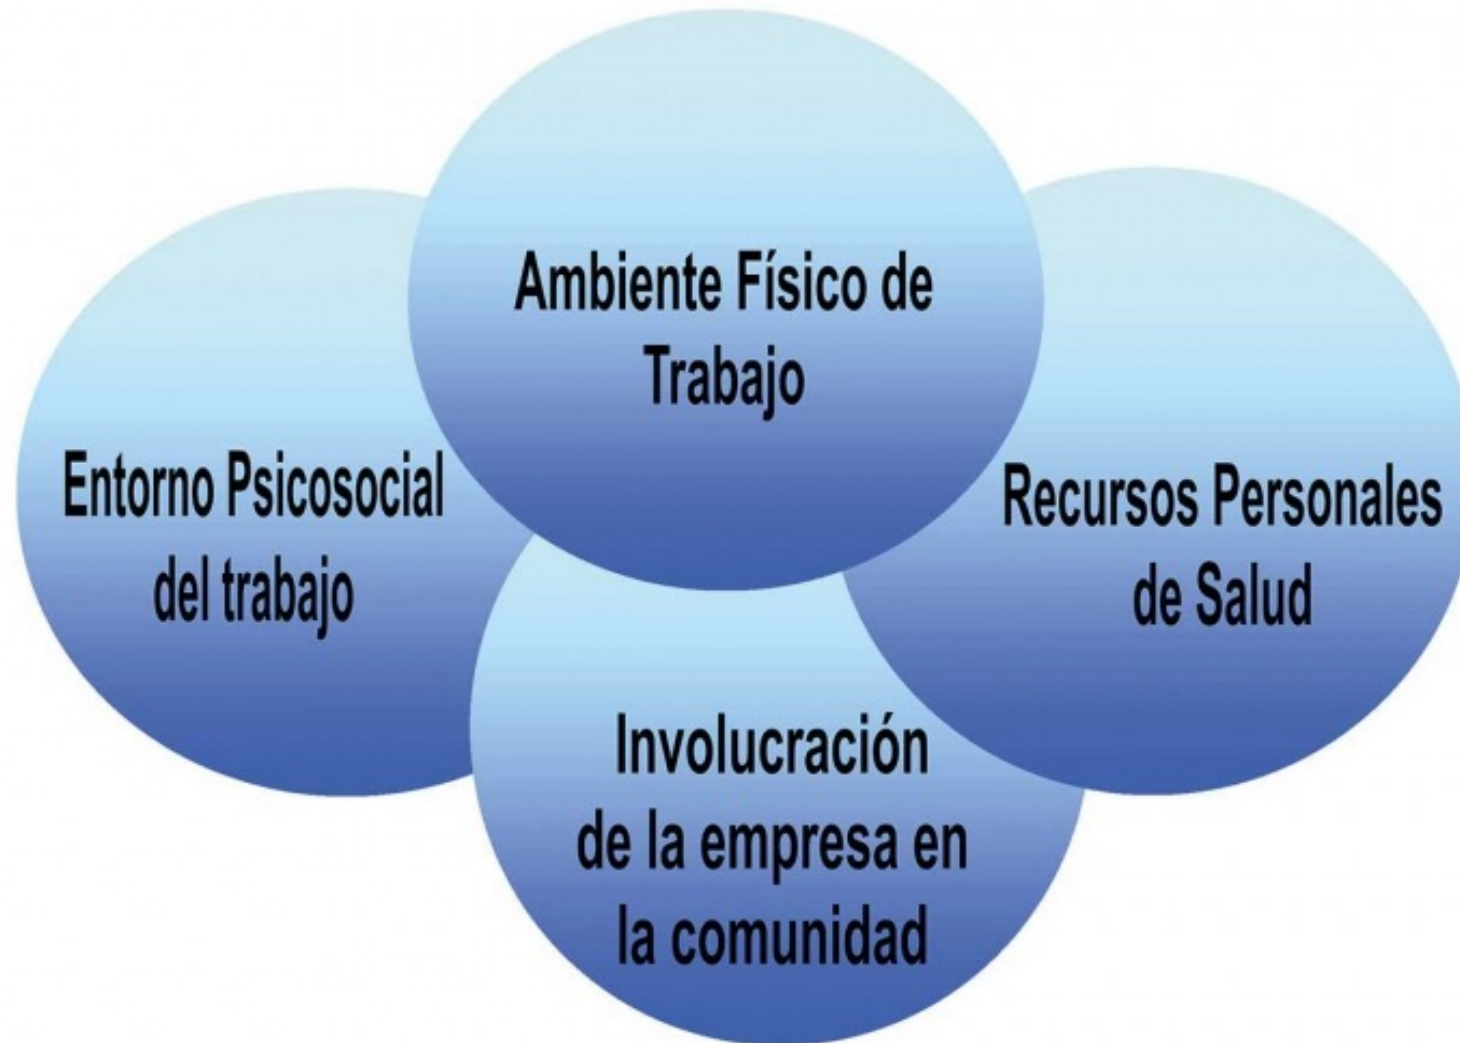 Ambiente Físico de
Trabajo
Entorno Psicosocial
del trabajo
Recursos Personales
de Salud
Involucración
de la empresa en
la comunidad